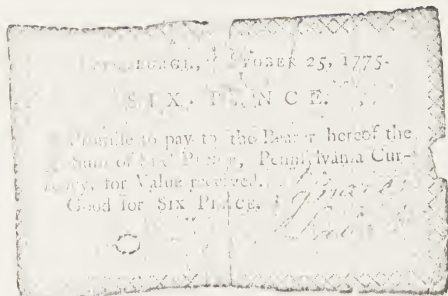 OCTOBER 25, 1775.
SIX PENCE.
Promise to pay to the Bearer hereof the
Sum of Six Pence, Pennsylvania Cur-
for Value received.
Good for SIX PENCE.